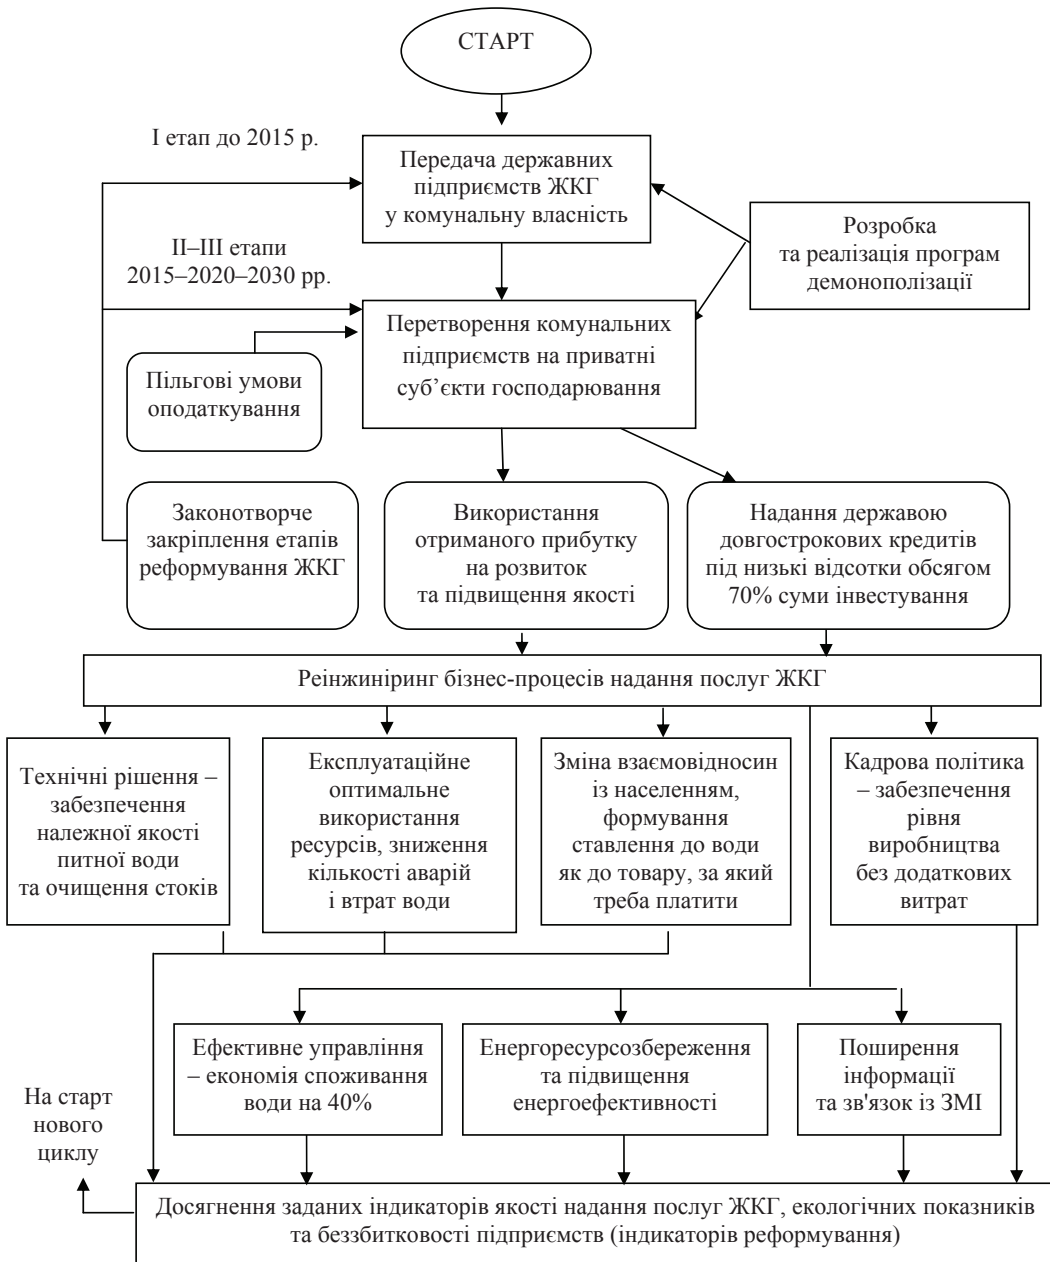 СТАРТ
І етап до 2015 р.
Передача державних
підприємств ЖКГ
у комунальну власність
Розробка
та реалізація програм
демонополізації
ІІ–ІІІ етапи
2015–2020–2030 рр.
Перетворення комунальних
підприємств на приватні
суб’єкти господарювання
Пільгові умови
оподаткування
Законотворче
закріплення етапів
реформування ЖКГ
Використання
отриманого прибутку
на розвиток
та підвищення якості
Надання державою
довгострокових кредитів
під низькі відсотки обсягом
70% суми інвестування
Реінжиніринг бізнес-процесів надання послуг ЖКГ
Технічні рішення –
забезпечення
належної якості
питної води
та очищення стоків
Експлуатаційне
оптимальне
використання
ресурсів, зниження
кількості аварій
і втрат води
Зміна взаємовідносин
із населенням,
формування
ставлення до води
як до товару, за який
треба платити
Кадрова політика
– забезпечення
рівня
виробництва
без додаткових
витрат
Ефективне управління
– економія споживання
води на 40%
Енергоресурсозбереження
та підвищення
енергоефективності
Поширення
інформації
та зв'язок із ЗМІ
На старт
нового
циклу
Досягнення заданих індикаторів якості надання послуг ЖКГ, екологічних показників
та беззбитковості підприємств (індикаторів реформування)